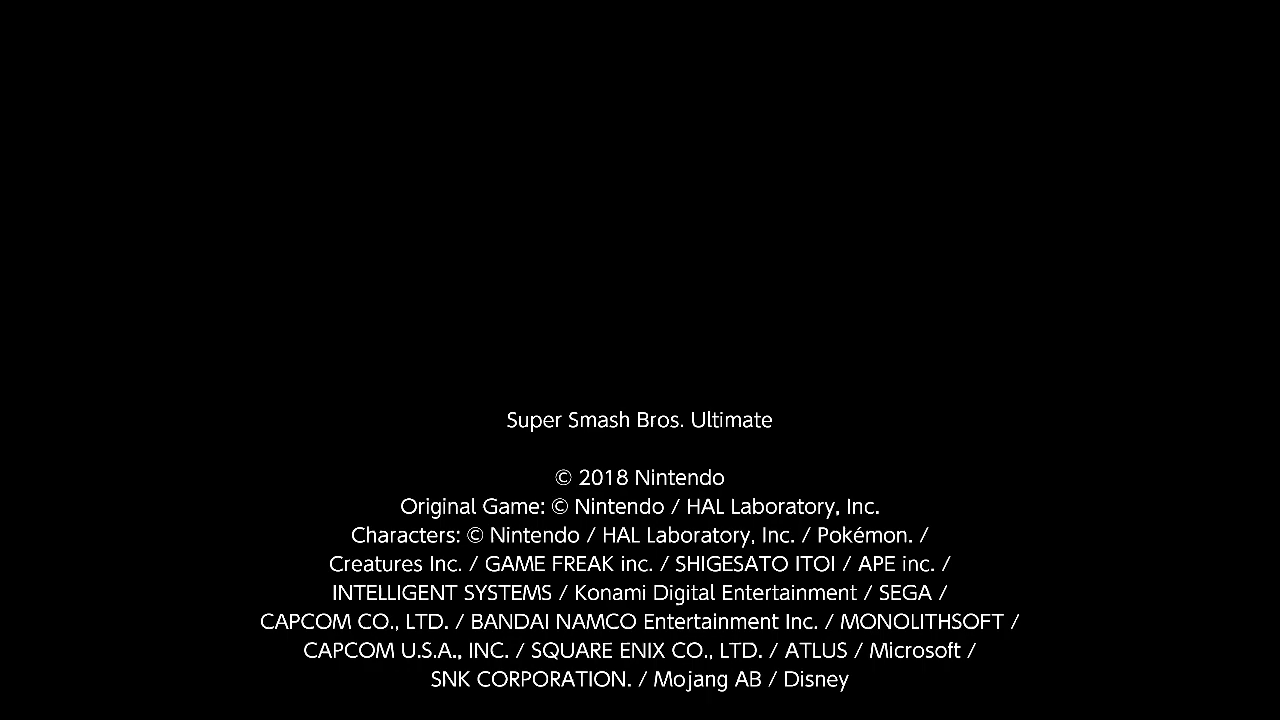 Super Smash Bros. Ultimate
© 2018 Nintendo
Original Game: © Nintendo / HAL Laboratory, Inc.
Characters: © Nintendo / HAL Laboratory, Inc. / Pokémon. /
Creatures Inc. / GAME FREAK inc. / SHIGESATO ITOI / APE inc. /
INTELLIGENT SYSTEMS / Konami Digital Entertainment / SEGA /
CAPCOM CO., LTD. / BANDAI NAMCO Entertainment Inc. / MONOLITHSOFT /
CAPCOM U.S.A., INC. / SQUARE ENIX CO., LTD. / ATLUS / Microsoft /
SNK CORPORATION. / Mojang AB / Disney